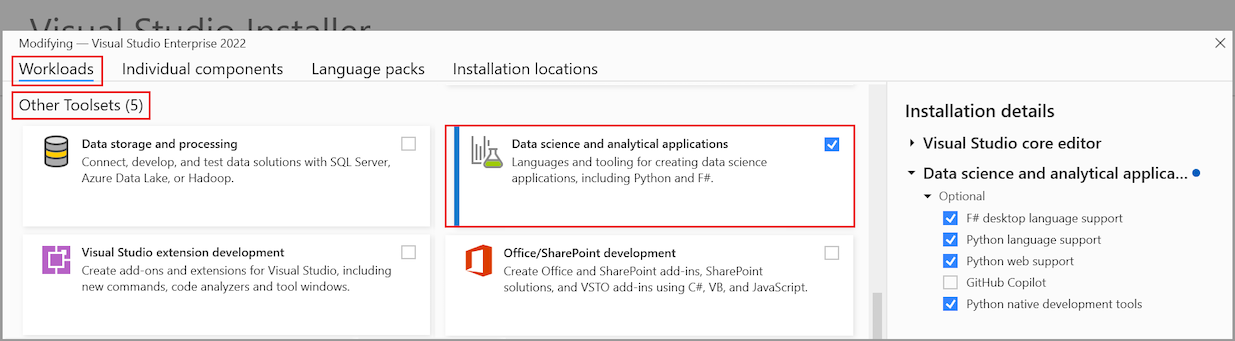 Visual Studio Installer
Modifying — Visual Studio Enterprise 2022
Workloads
Individual components
Language packs
Installation locations
Other Toolsets (5)
Data storage and processing
Connect, develop, and test data solutions with SQL Server,
Azure Data Lake, or Hadoop.
Data science and analytical applications
Languages and tooling for creating data science
applications, including Python and F#.
Visual Studio extension development
Create add-ons and extensions for Visual Studio, including
new commands, code analyzers and tool windows.
Office/SharePoint development
Create Office and SharePoint add-ins, SharePoint
solutions, and VSTO add-ins using C#, VB, and JavaScript.
Installation details
Visual Studio core editor
Data science and analytical applica...
Optional
F# desktop language support
Python language support
Python web support
GitHub Copilot
Python native development tools